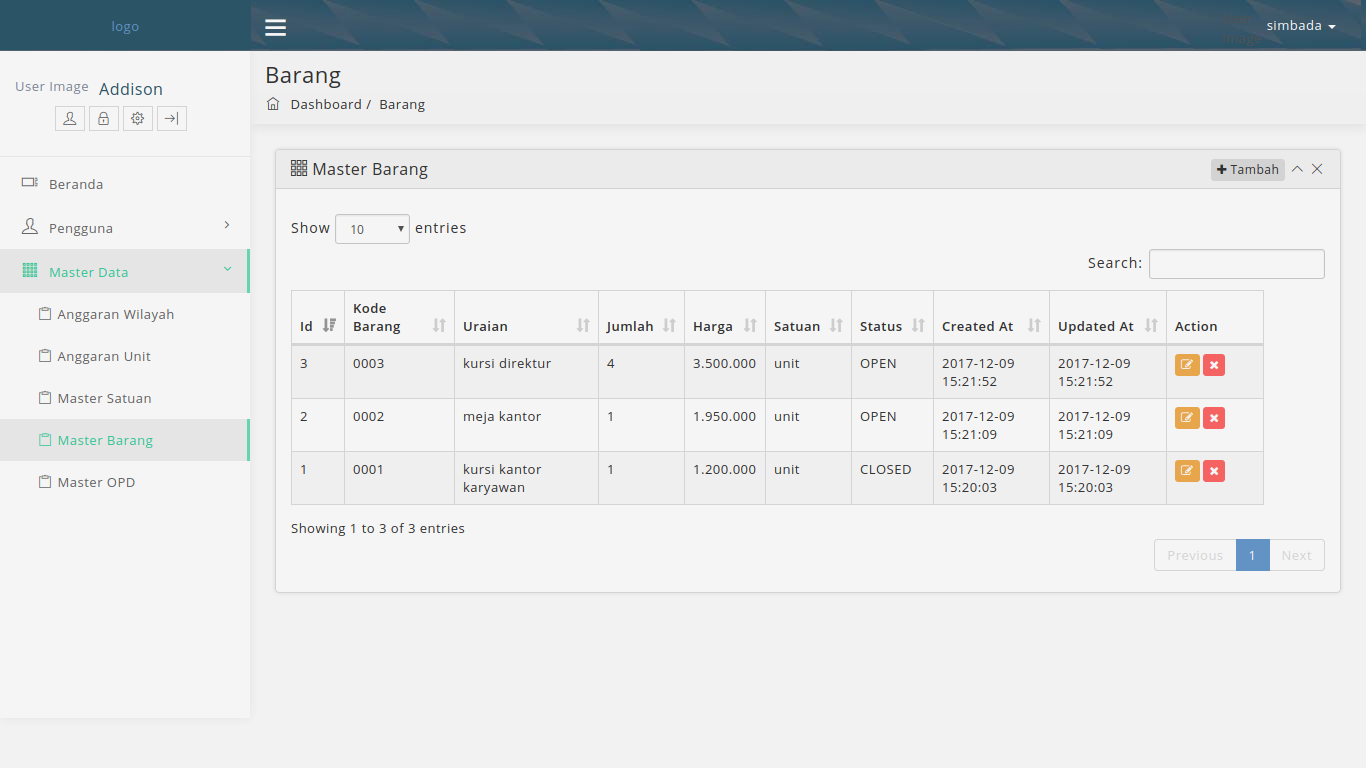 logo
simbada
User Image Addison
Beranda
Pengguna
Master Data
Anggaran Wilayah
Anggaran Unit
Master Satuan
Master Barang
Master OPD
Barang
Dashboard / Barang
Master Barang
Tambah
Show 10 entries
Search:
Id Kode Barang Uraian Jumlah Harga Satuan Status Created At Updated At Action
3 0003 kursi direktur 4 3.500.000 unit OPEN 2017-12-09 15:21:52 2017-12-09 15:21:52
2 0002 meja kantor 1 1.950.000 unit OPEN 2017-12-09 15:21:09 2017-12-09 15:21:09
1 0001 kursi kantor karyawan 1 1.200.000 unit CLOSED 2017-12-09 15:20:03 2017-12-09 15:20:03
Showing 1 to 3 of 3 entries
Previous 1 Next